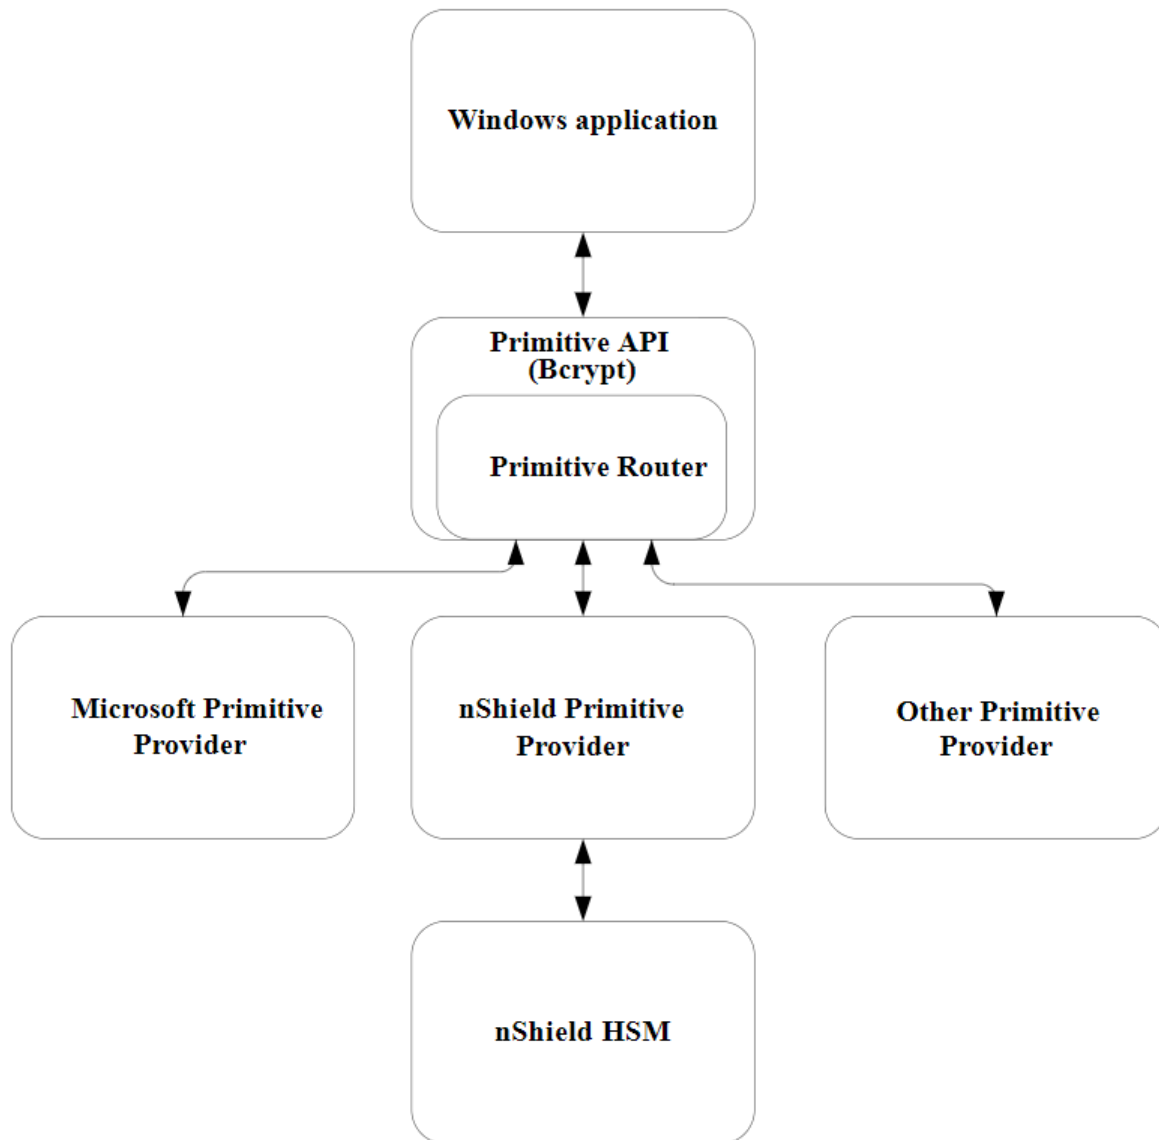 Windows application
Primitive API
(Bcrypt)
Primitive Router
Microsoft Primitive
Provider
nShield Primitive
Provider
Other Primitive
Provider
nShield HSM